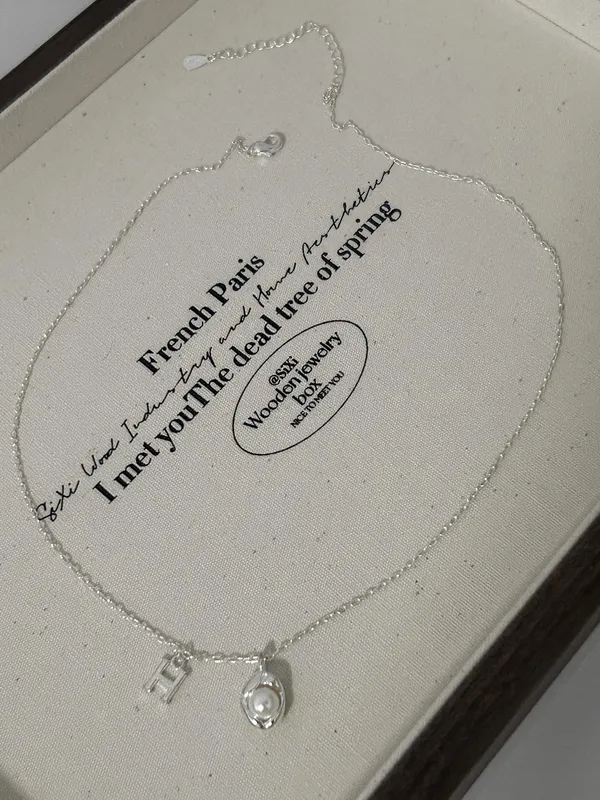 French Paris
SiXi Wood Industry and Home Aesthetics
I met youThe dead tree of spring
@SiXi
Wooden jewelry
box
NICE TO MEET YOU